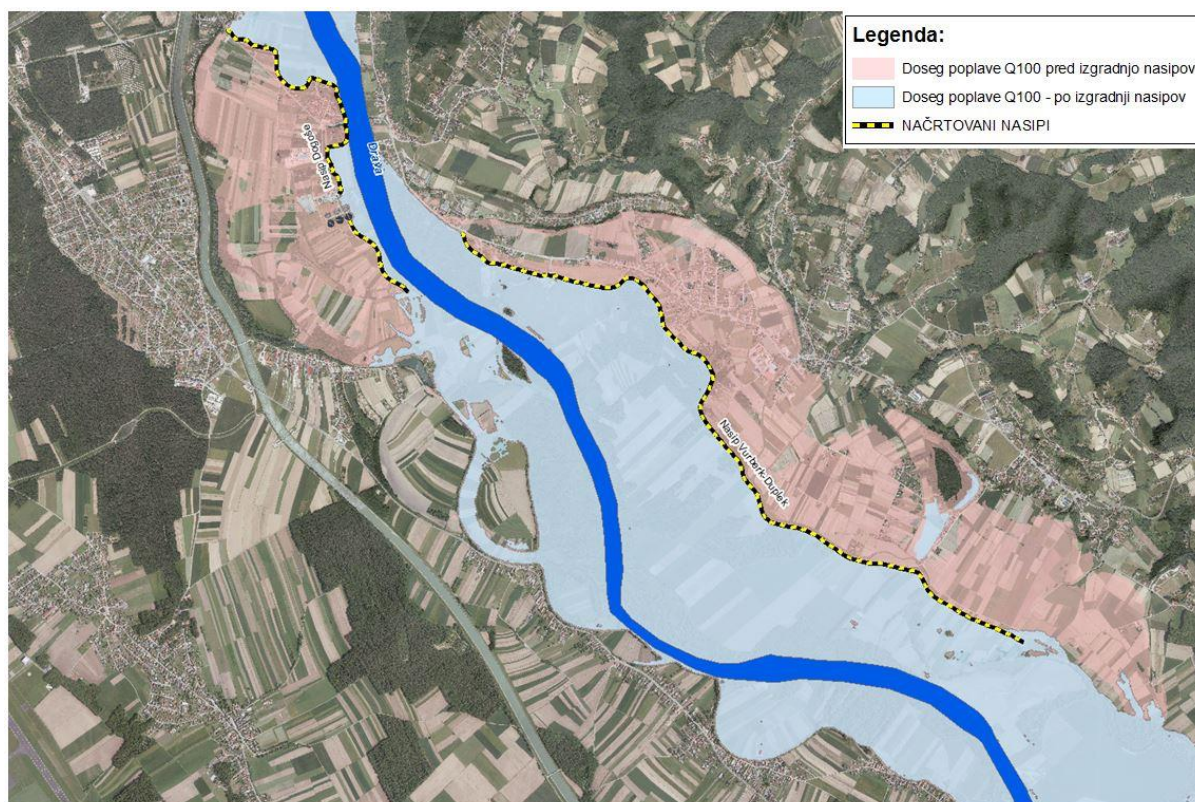 Legenda:
Doseg poplave Q100 pred izgradnjo nasipov
Doseg poplave Q100 - po izgradnji nasipov
NAČRTOVANI NASIPI
Nasip Dogoše
Drava
Nasip Vurberk-Duplek